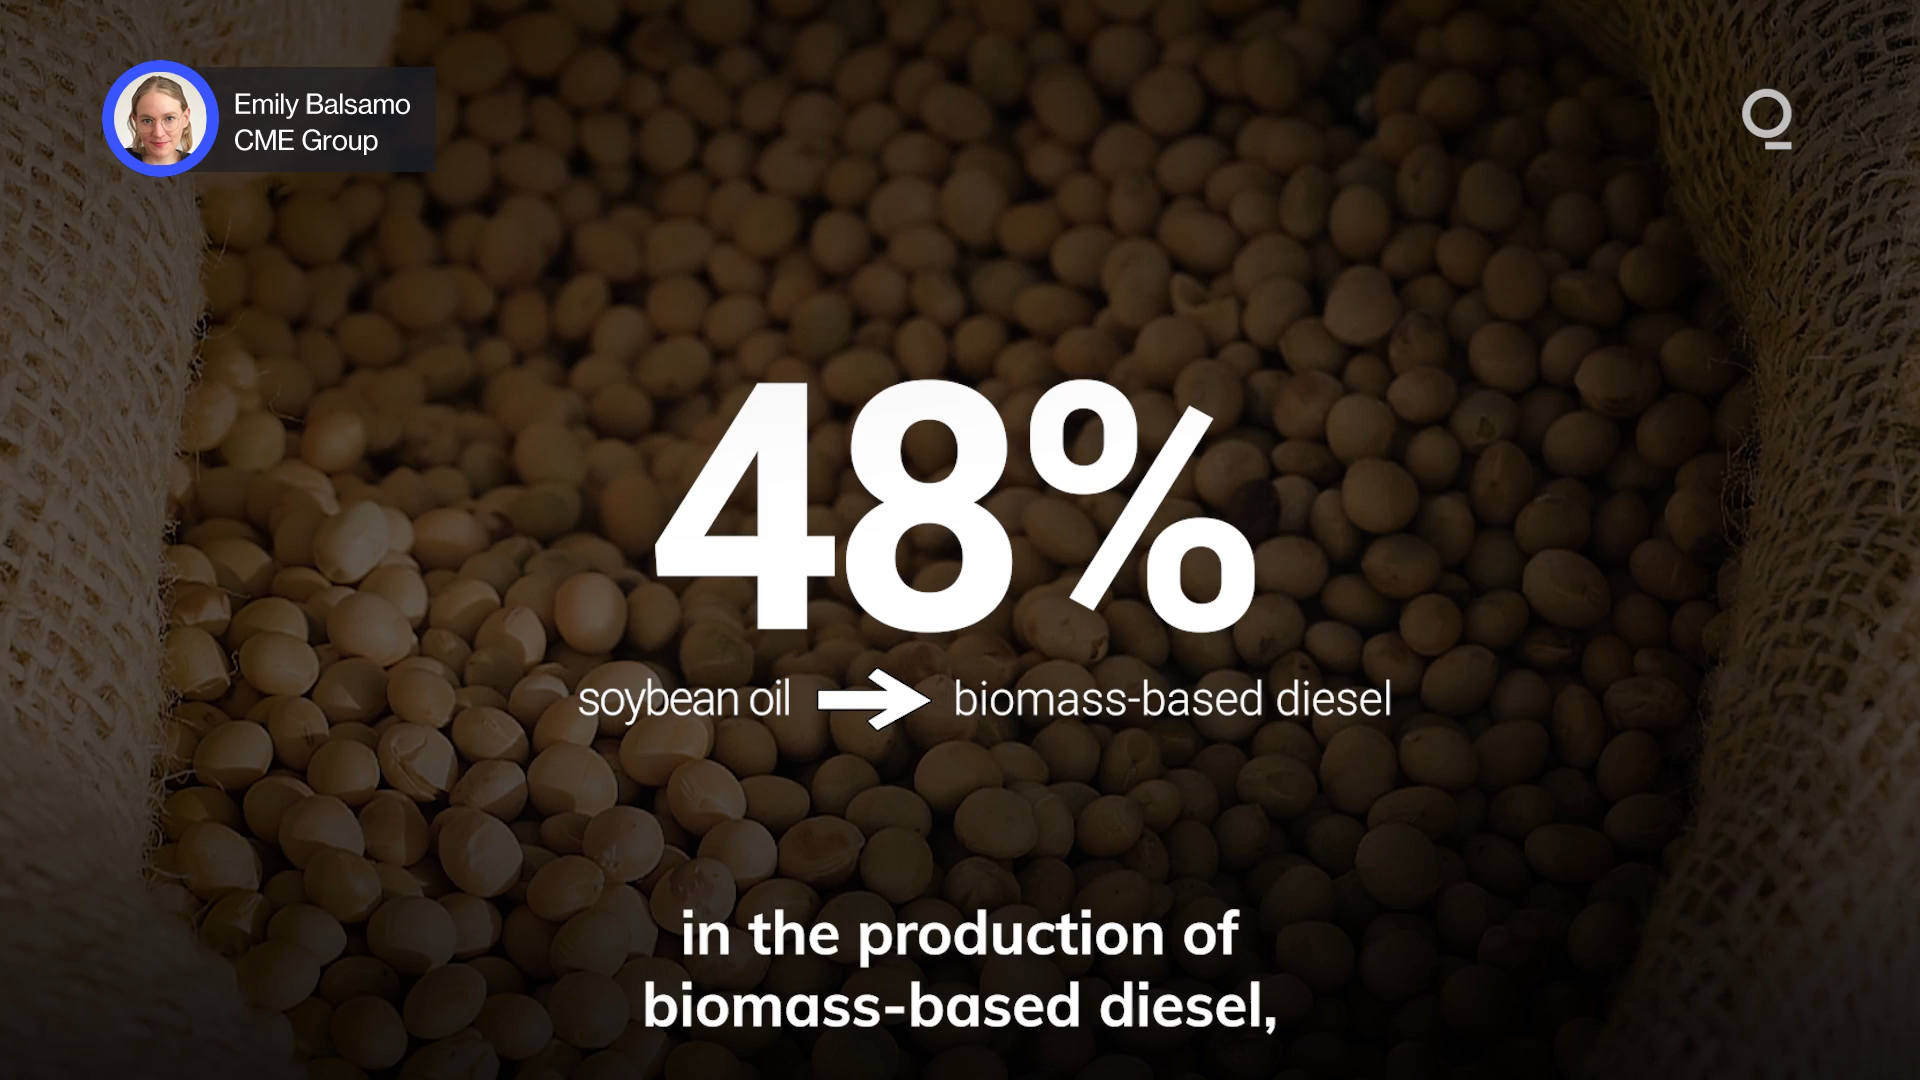 Emily Balsamo
CME Group
48%
soybean oil → biomass-based diesel
in the production of
biomass-based diesel,